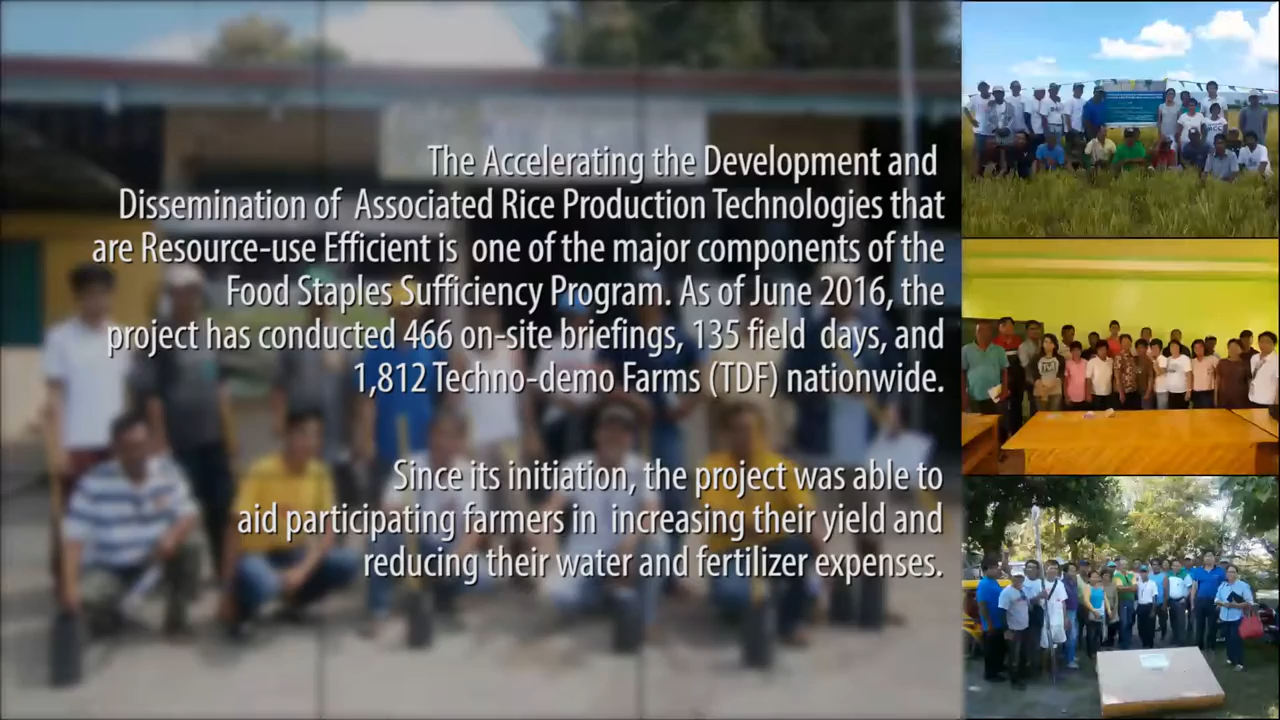 The Accelerating the Development and
Dissemination of Associated Rice Production Technologies that
are Resource-use Efficient is one of the major components of the
Food Staples Sufficiency Program. As of June 2016, the
project has conducted 466 on-site briefings, 135 field days, and
1,812 Techno-demo Farms (TDF) nationwide.
Since its initiation, the project was able to
aid participating farmers in increasing their yield and
reducing their water and fertilizer expenses.